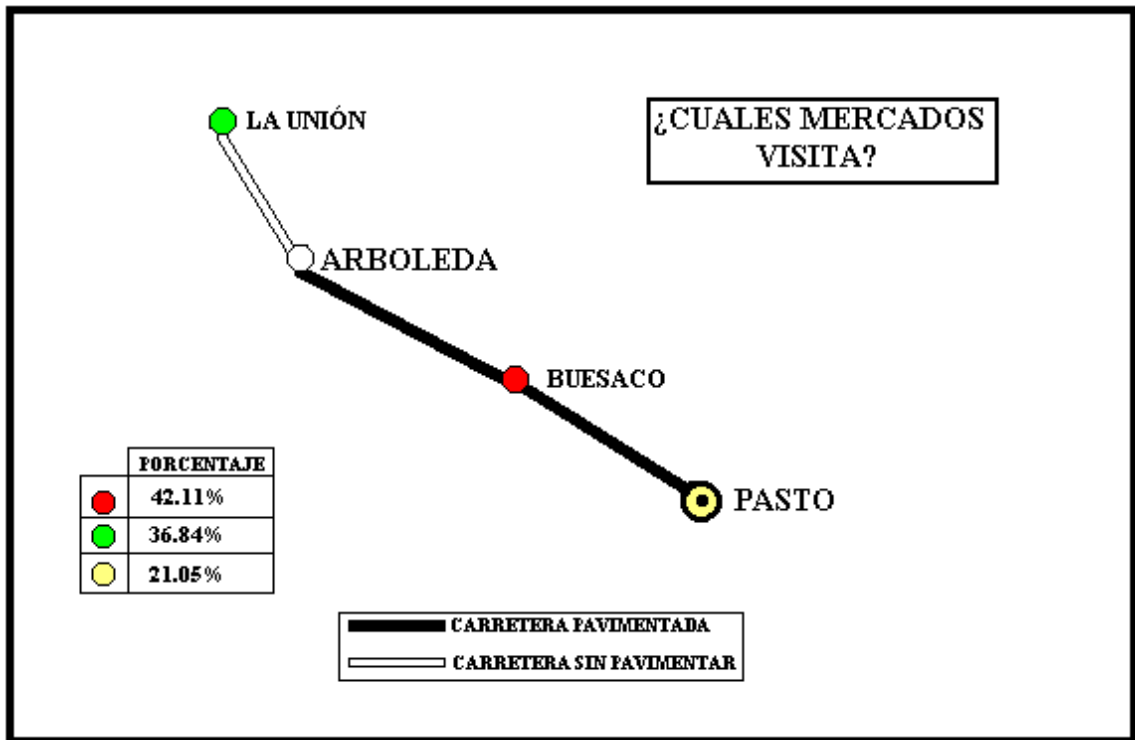 LA UNIÓN
¿CUALES MERCADOS
VISITA?
ARBOLEDA
BUESACO
PASTO
PORCENTAJE
42.11%
36.84%
21.05%
CARRETERA PAVIMENTADA
CARRETERA SIN PAVIMENTAR